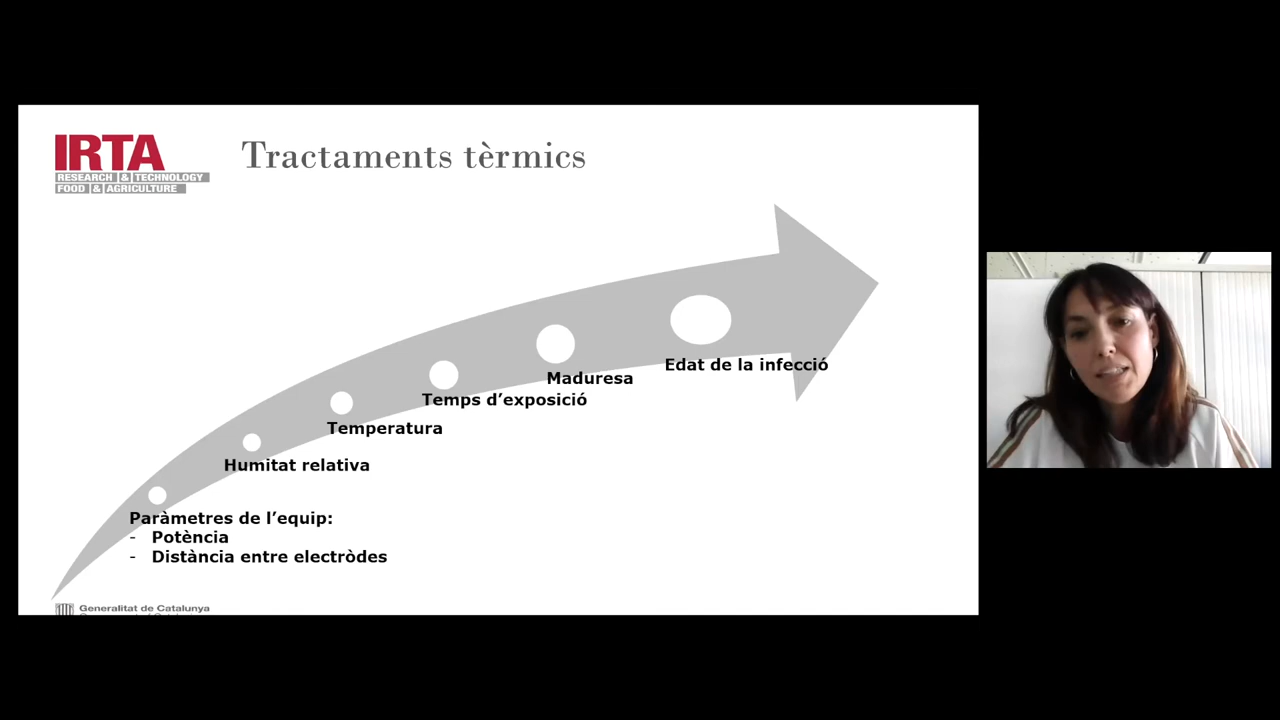 IRTA
RESEARCH & TECHNOLOGY
FOOD & AGRICULTURE
Tractaments tèrmics
Edat de la infecció
Maduresa
Temps d’exposició
Temperatura
Humitat relativa
Paràmetres de l’equip:
- Potència
- Distància entre electròdes
Generalitat de Catalunya